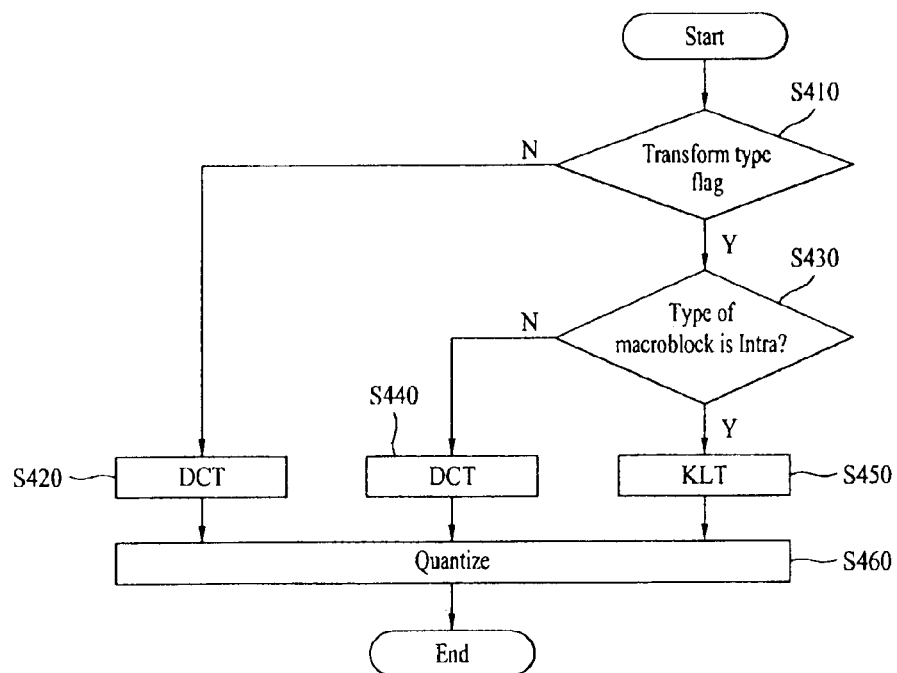 Start
S410
Transform type
flag
N
Y
S430
Type of
macroblock is Intra?
N
Y
S440
S420
DCT
DCT
KLT
S450
Quantize
S460
End